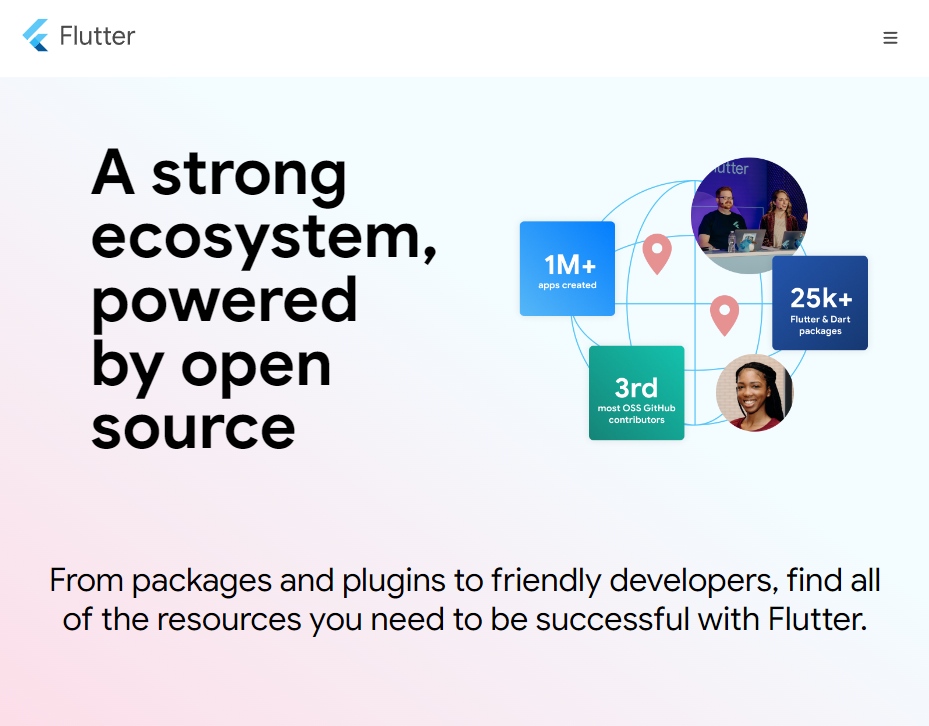 Flutter
A strong
ecosystem,
powered
by open
source
utter
1M+
apps created
25k+
Flutter & Dart
packages
3rd
most OSS GitHub
contributors
From packages and plugins to friendly developers, find all
of the resources you need to be successful with Flutter.